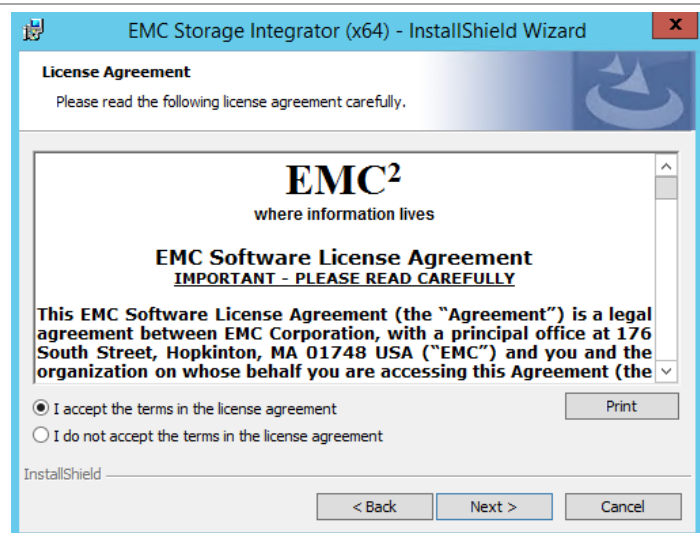 EMC Storage Integrator (x64) - InstallShield Wizard
x
License Agreement
Please read the following license agreement carefully.
EMC²
where information lives
EMC Software License Agreement
IMPORTANT - PLEASE READ CAREFULLY
This EMC Software License Agreement (the “Agreement”) is a legal
agreement between EMC Corporation, with a principal office at 176
South Street, Hopkinton, MA 01748 USA (“EMC”) and you and the
organization on whose behalf you are accessing this Agreement (the
I accept the terms in the license agreement
Print
I do not accept the terms in the license agreement
InstallShield
< Back
Next >
Cancel